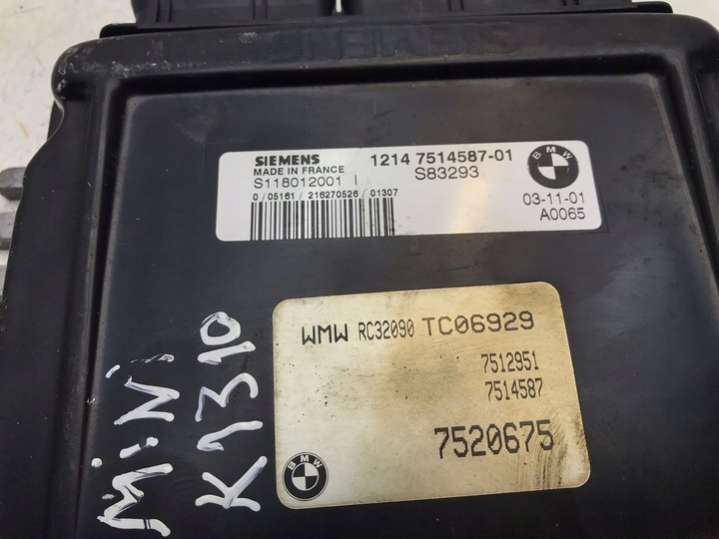 SIEMENS
SIEMENS 1214 7514587-01
MADE IN FRANCE
S118012001 I S83293
0 / 05161 / 216270526 / 01307
BMW
03-11-01
A0065
WMW RC32090 TC06929
7512951
7514587
7520675
BMW
MiNi
K1310